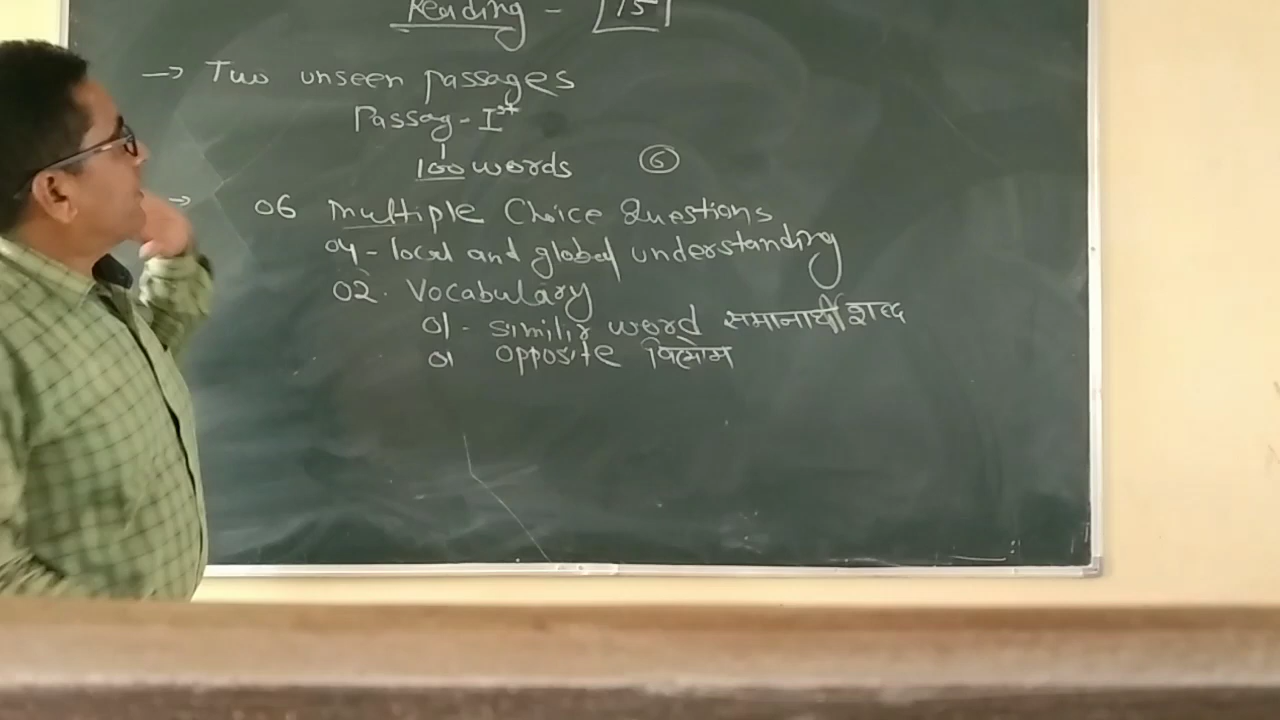 Reading - 15
→ Two unseen passages
Passag - Ist
100 words 6
→ 06 Multiple Choice Questions
04 - local and global understanding
02. Vocabulary
01 - similir word समानार्थी शब्द
01 opposite विलोम